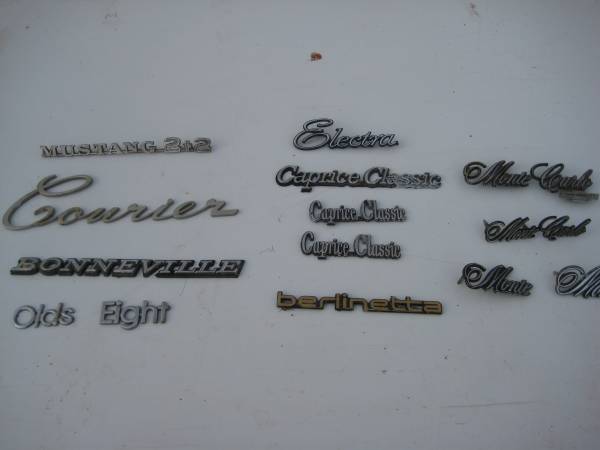 MUSTANG 2+2
Courier
BONNEVILLE
Olds Eight
Electra
Caprice Classic
Caprice Classic
Caprice Classic
berlinetta
Monte Carlo
Monte Carlo
Monte
Monte